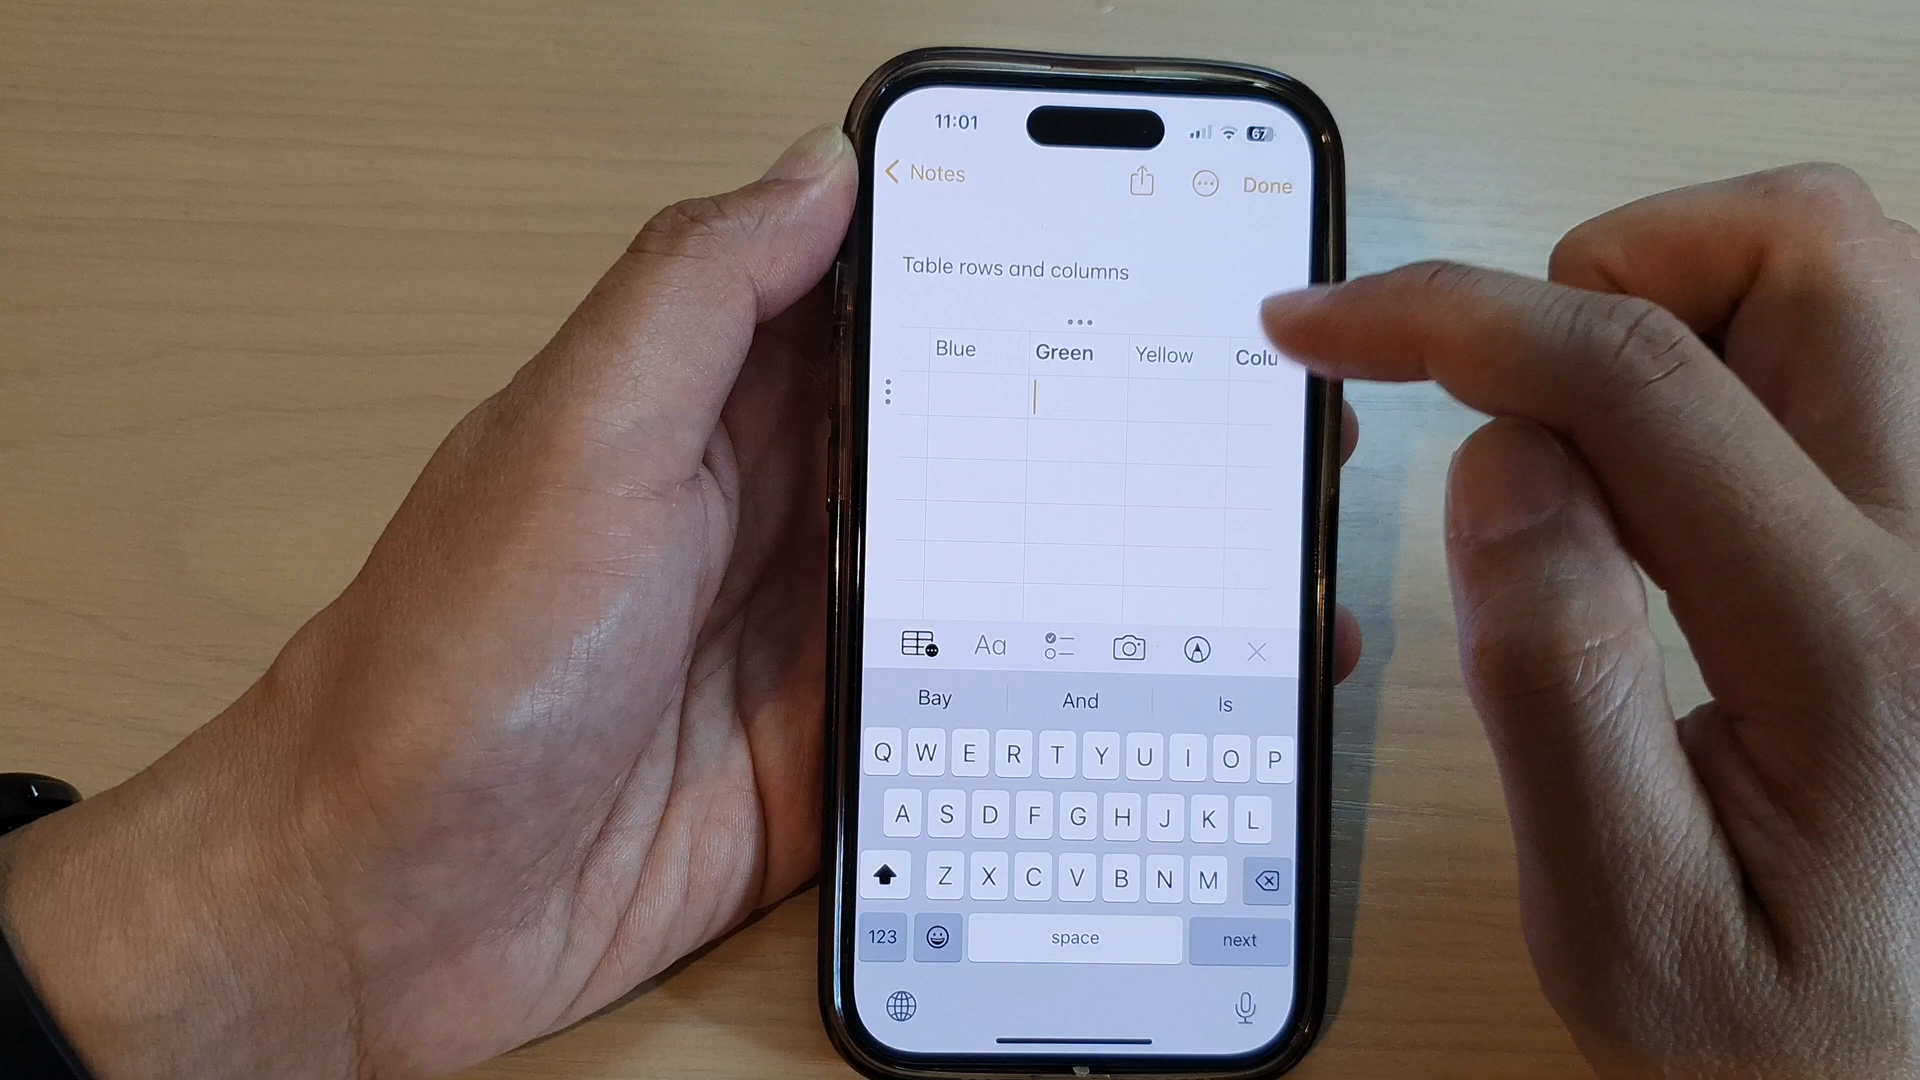 11:01
67
Notes
Done
Table rows and columns
Blue Green Yellow Colu
Aa
Bay And Is
Q W E R T Y U I O P
A S D F G H J K L
Z X C V B N M
123 space next